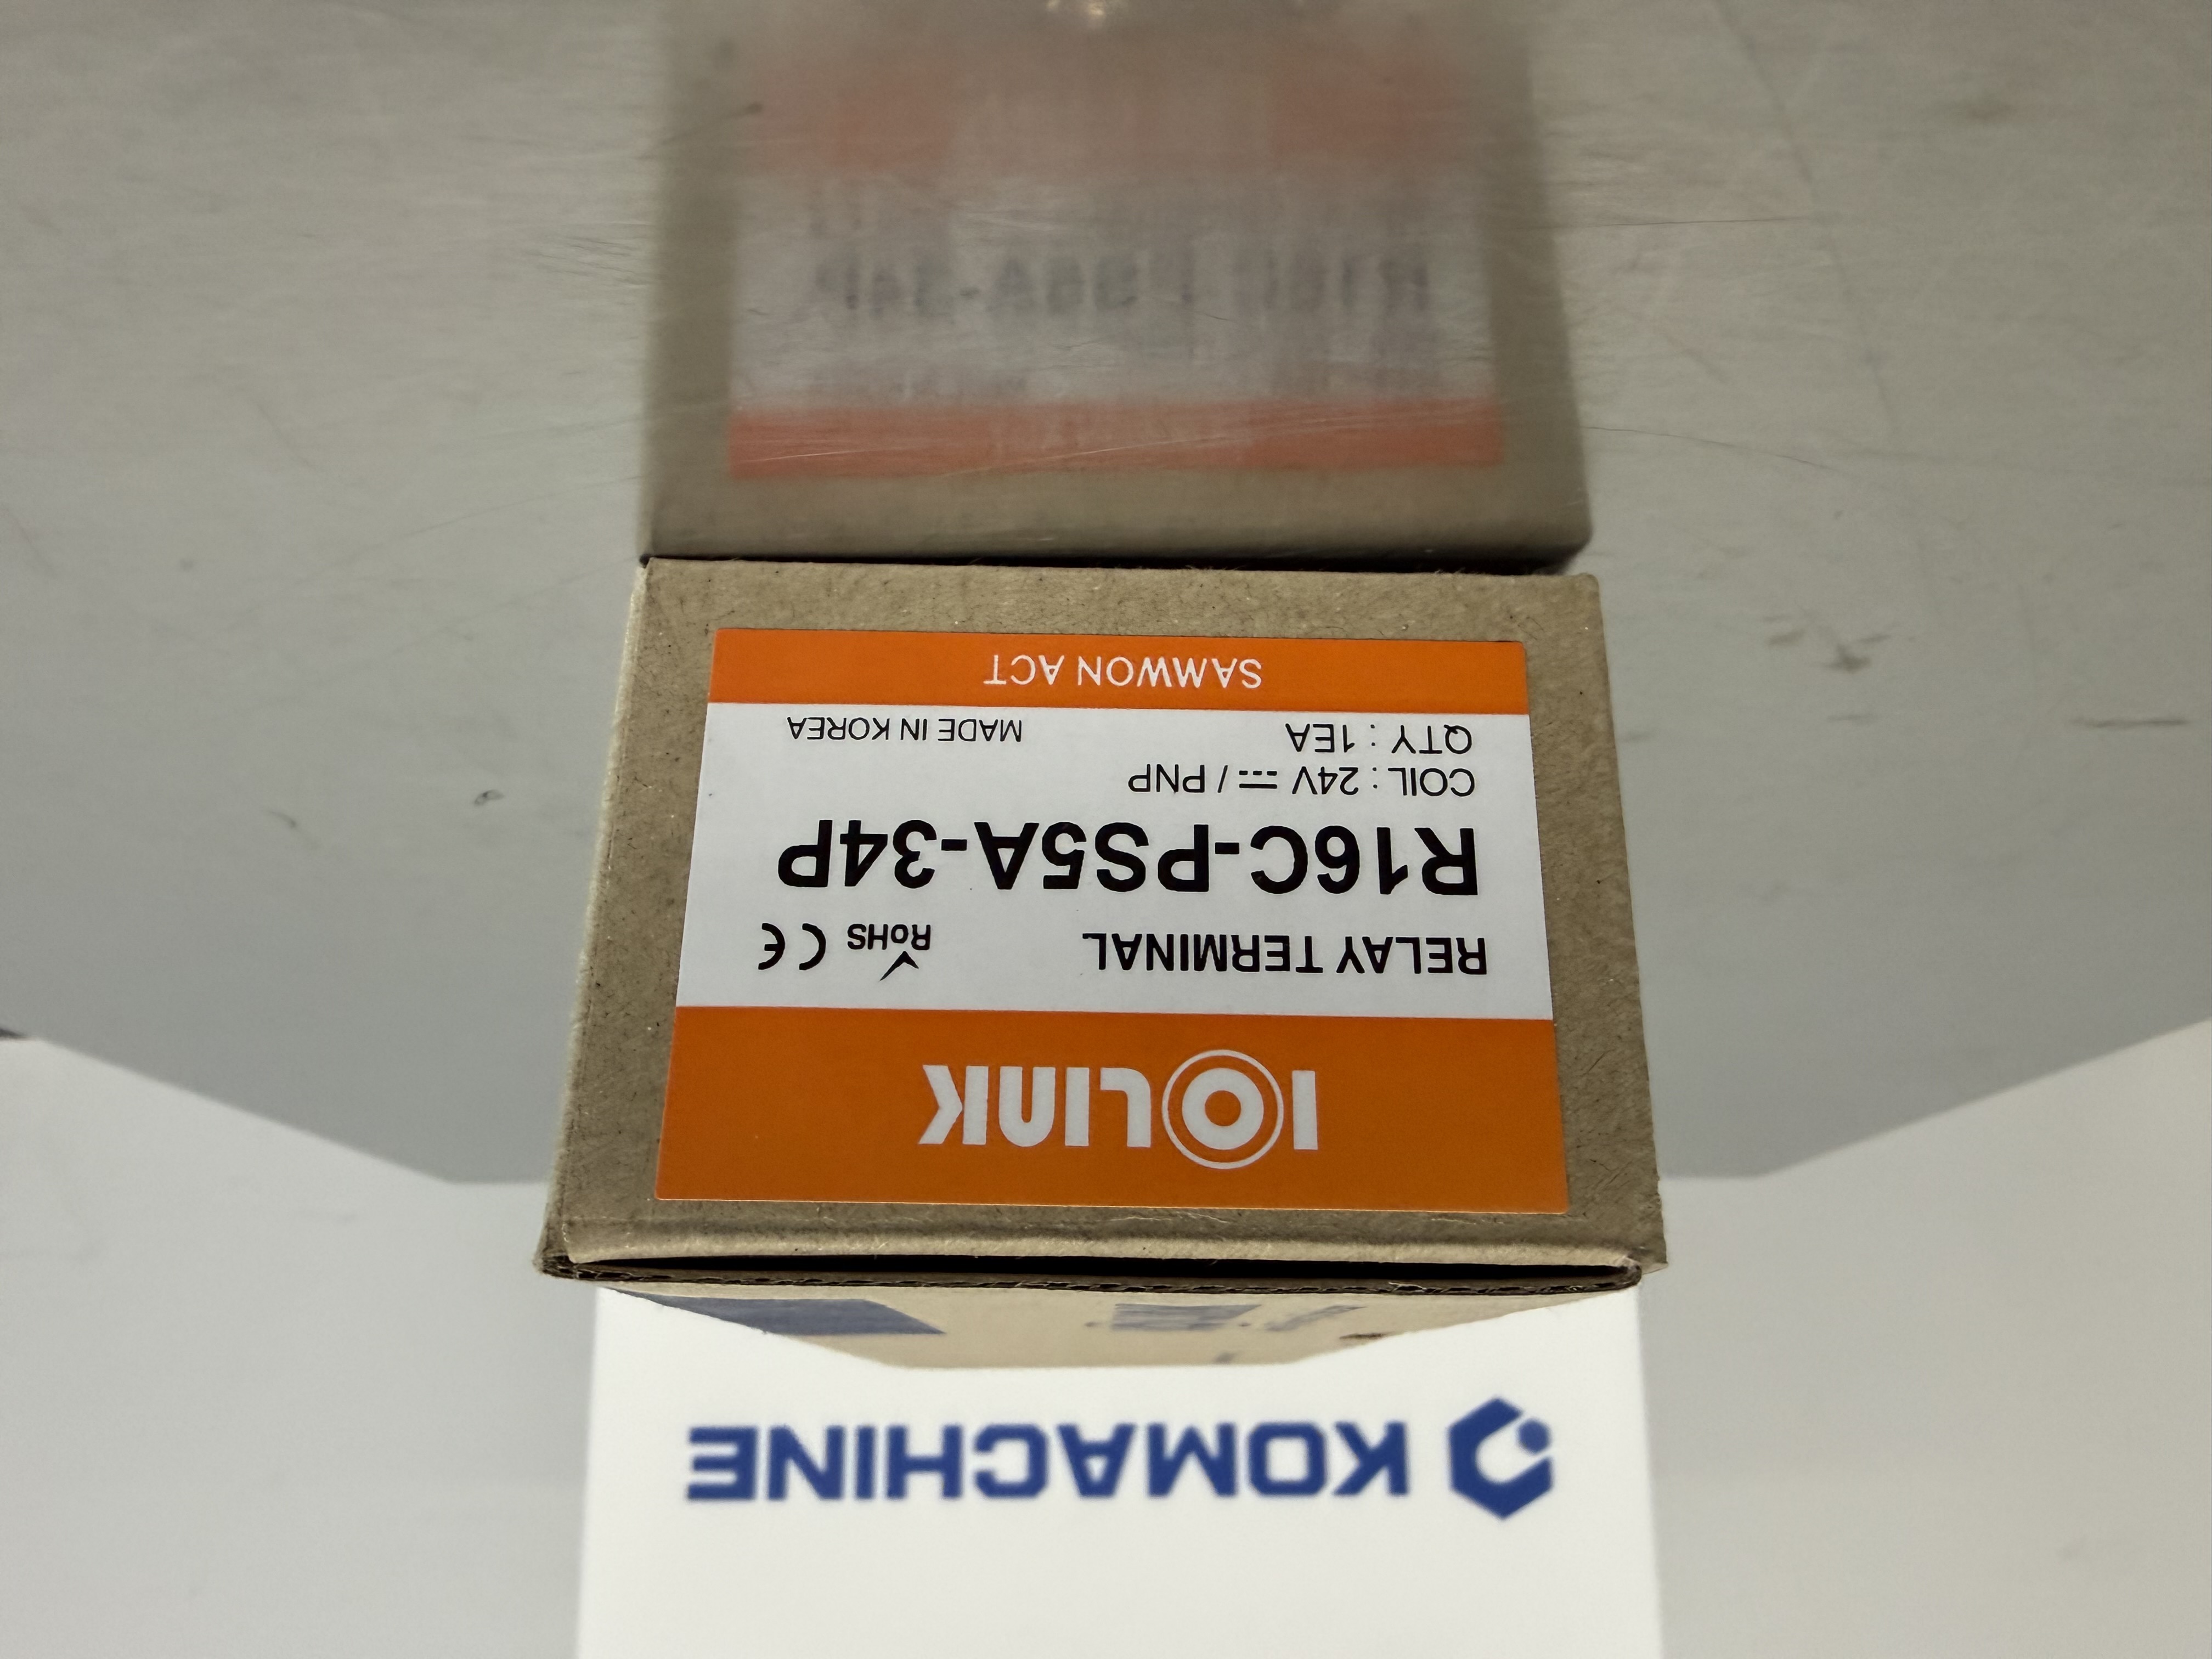 IOLINK
RELAY TERMINAL RoHS CE
R16C-PS5A-34P
COIL : 24V ⎓ / PNP
QTY : 1EA MADE IN KOREA
SAMWON ACT
KOMACHINE